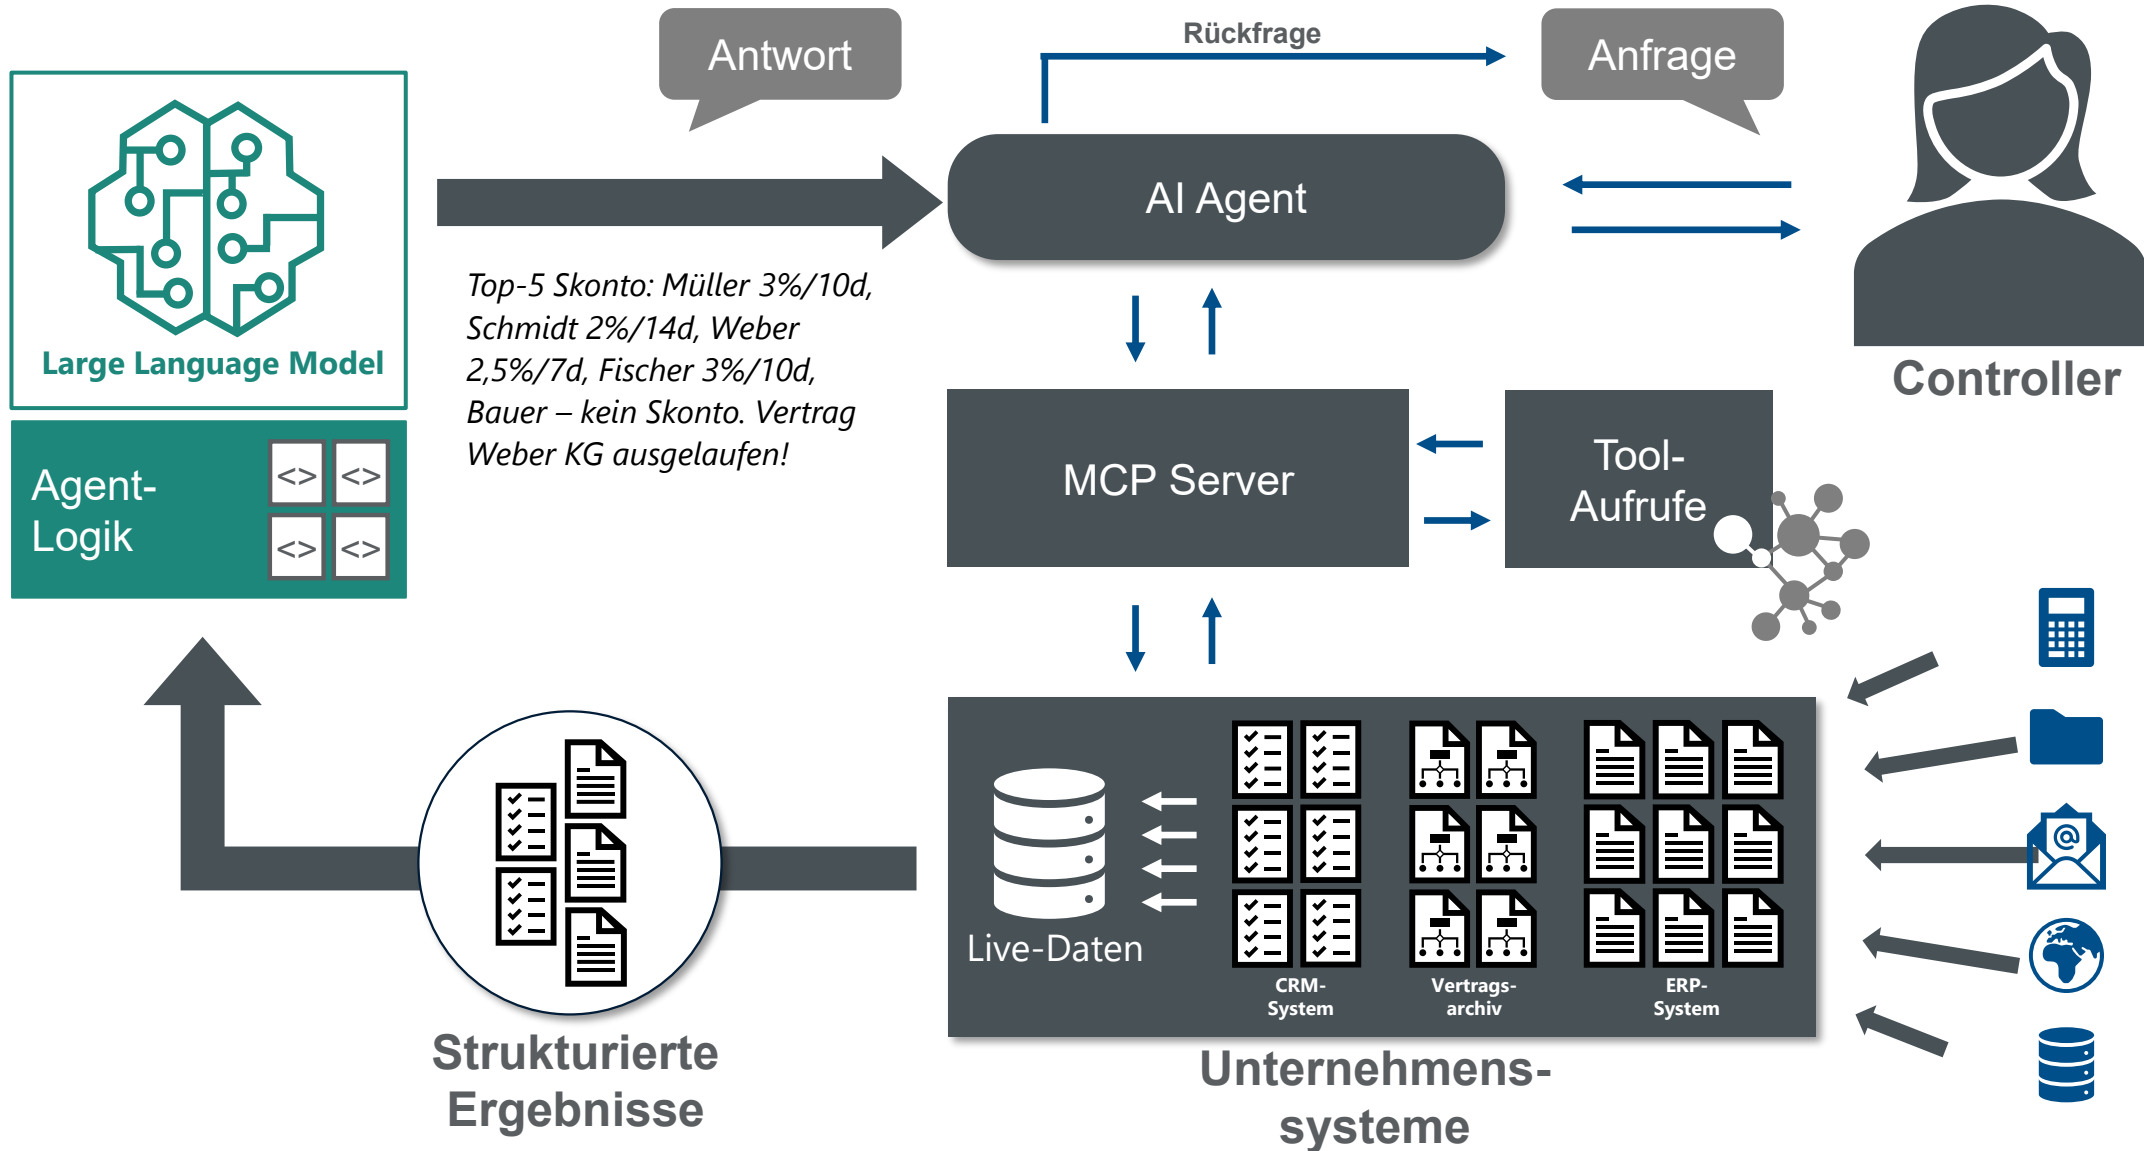 Antwort
Rückfrage
Anfrage
AI Agent
Large Language Model
Top-5 Skonto: Müller 3%/10d,
Schmidt 2%/14d, Weber
2,5%/7d, Fischer 3%/10d,
Bauer – kein Skonto. Vertrag
Weber KG ausgelaufen!
Controller
Agent-
Logik
<> <>
<> <>
MCP Server
Tool-
Aufrufe
@
Live-Daten
CRM-
System
Vertrags-
archiv
ERP-
System
Strukturierte
Ergebnisse
Unternehmens-
systeme